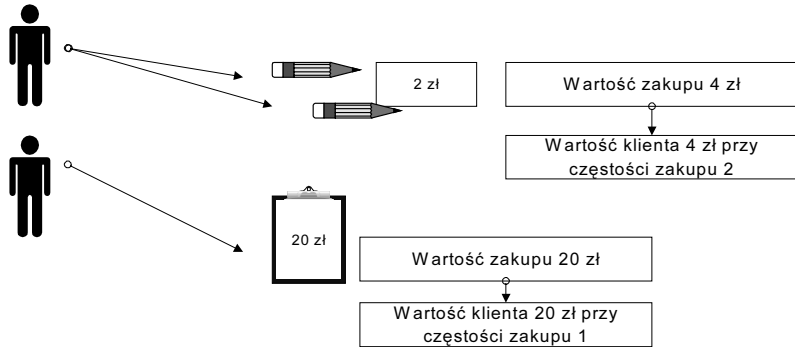 2 zł
Wartość zakupu 4 zł
Wartość klienta 4 zł przy
częstości zakupu 2
20 zł
Wartość zakupu 20 zł
Wartość klienta 20 zł przy
częstości zakupu 1